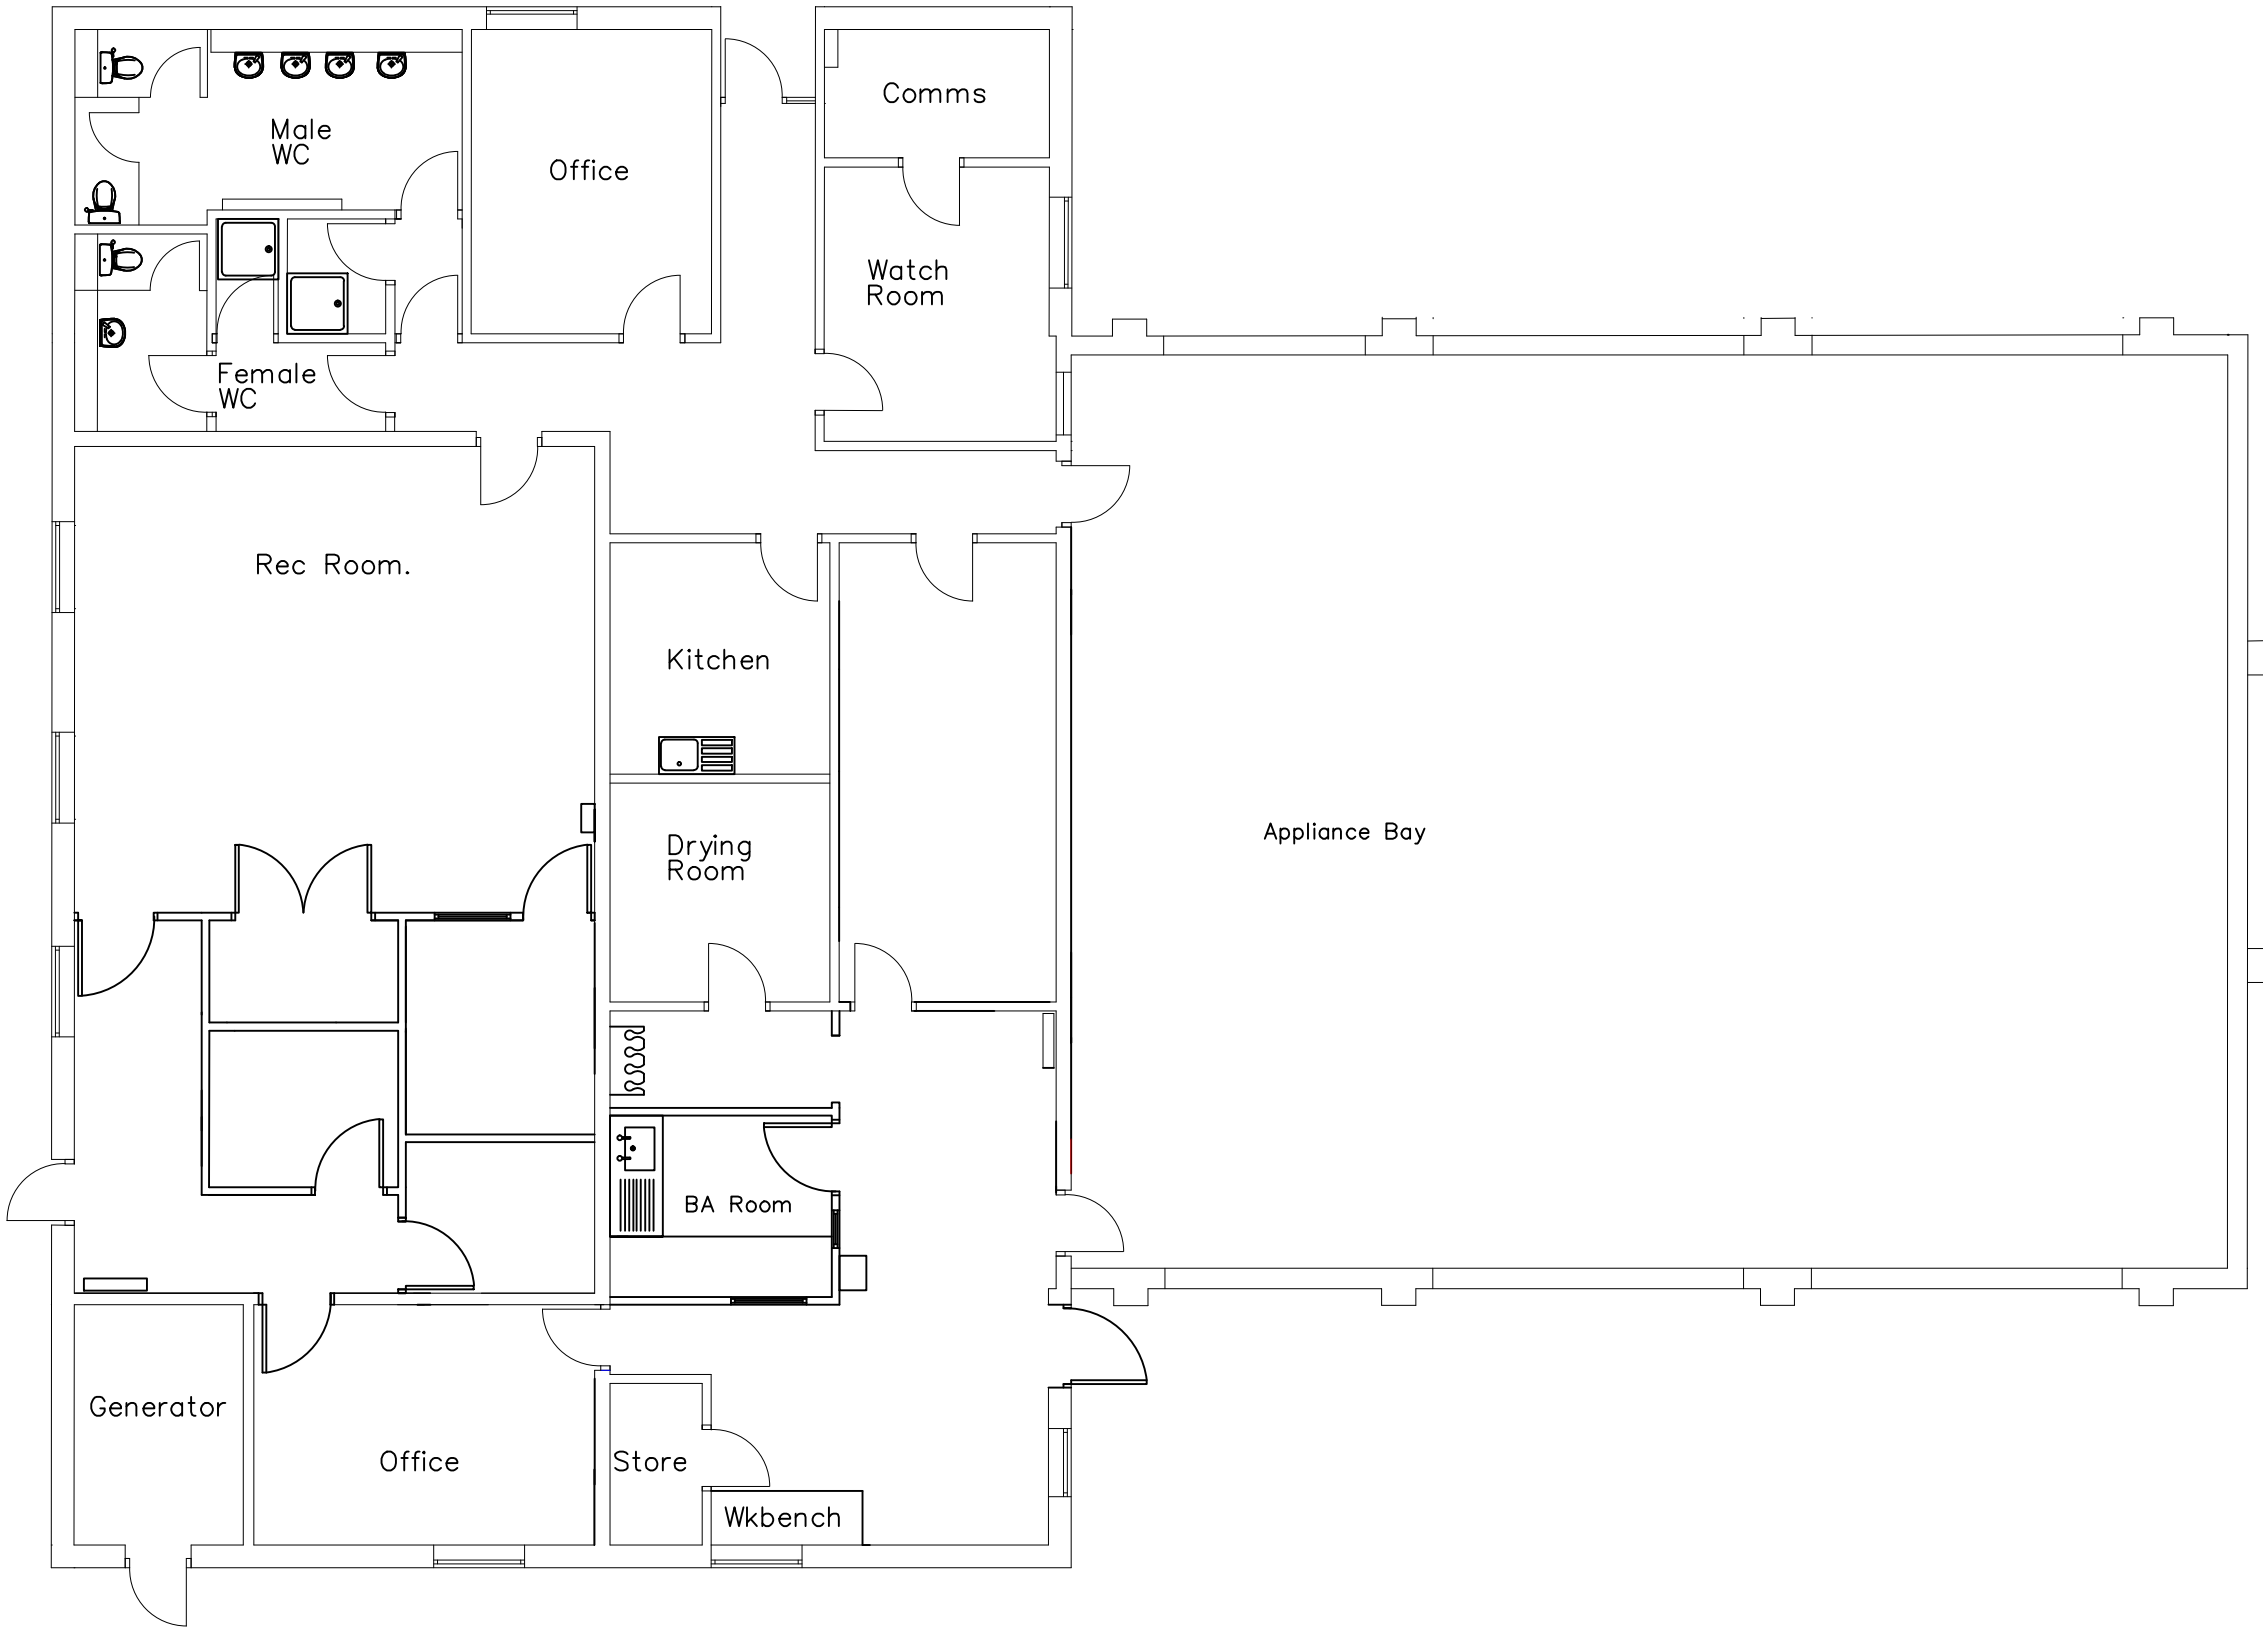 Comms
Male
WC
Office
Watch
Room
Female
WC
Rec Room.
Kitchen
Appliance Bay
Drying
Room
BA Room
Generator
Office
Store
Wkbench